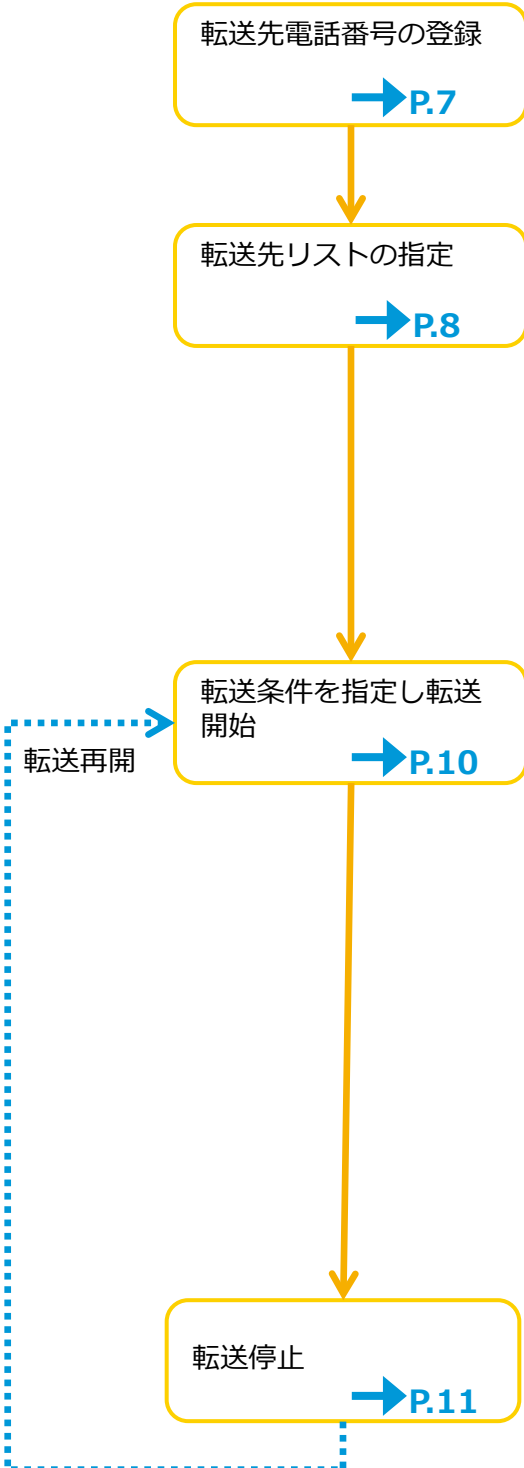 転送先電話番号の登録
P.7
転送先リストの指定
P.8
転送条件を指定し転送
開始
P.10
転送再開
転送停止
P.11